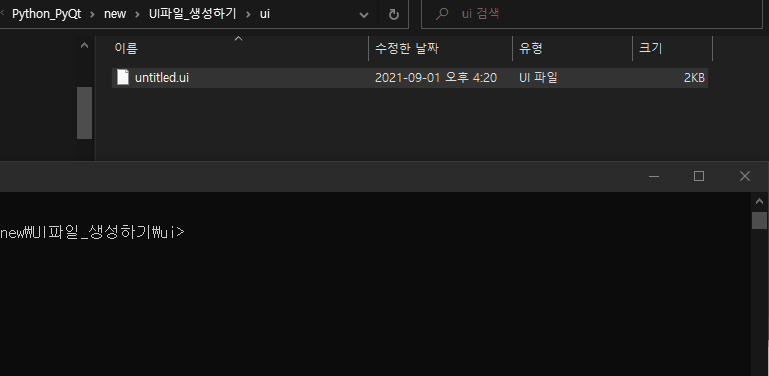 Python_PyQt > new > UI파일_생성하기 > ui
ui 검색
이름 수정한 날짜 유형 크기
untitled.ui 2021-09-01 오후 4:20 UI 파일 2KB
new₩UI파일_생성하기₩ui>